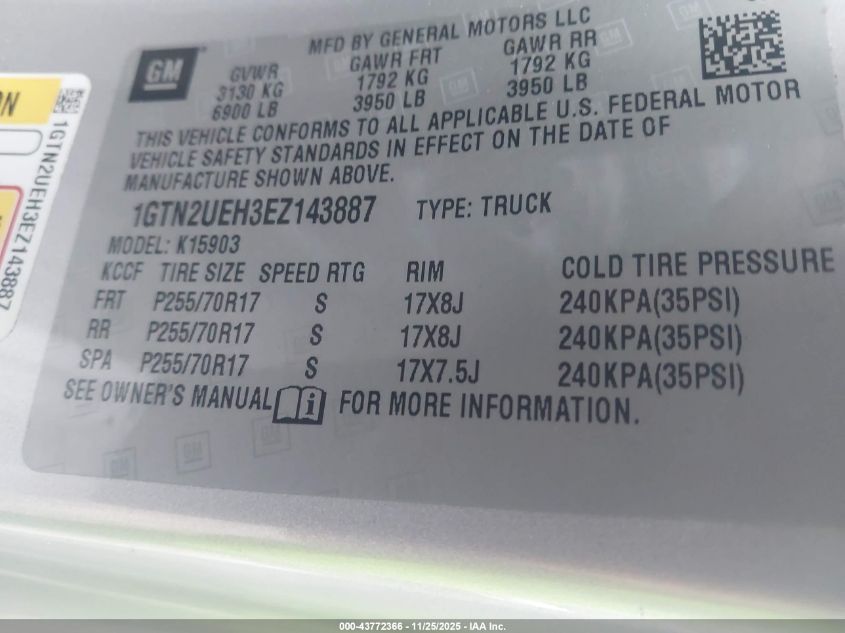 GM
MFD BY GENERAL MOTORS LLC
GVWR GAWR FRT GAWR RR
3130 KG 1792 KG 1792 KG
6900 LB 3950 LB 3950 LB
THIS VEHICLE CONFORMS TO ALL APPLICABLE U.S. FEDERAL MOTOR
VEHICLE SAFETY STANDARDS IN EFFECT ON THE DATE OF
MANUFACTURE SHOWN ABOVE.
1GTN2UEH3EZ143887 TYPE: TRUCK
MODEL: K15903
KCCF TIRE SIZE SPEED RTG RIM COLD TIRE PRESSURE
FRT P255/70R17 S 17X8J 240KPA(35PSI)
RR P255/70R17 S 17X8J 240KPA(35PSI)
SPA P255/70R17 S 17X7.5J 240KPA(35PSI)
SEE OWNER'S MANUAL i FOR MORE INFORMATION.
ON
1GTN2UEH3EZ143887
000-43772366 - 11/25/2025 - IAA Inc.